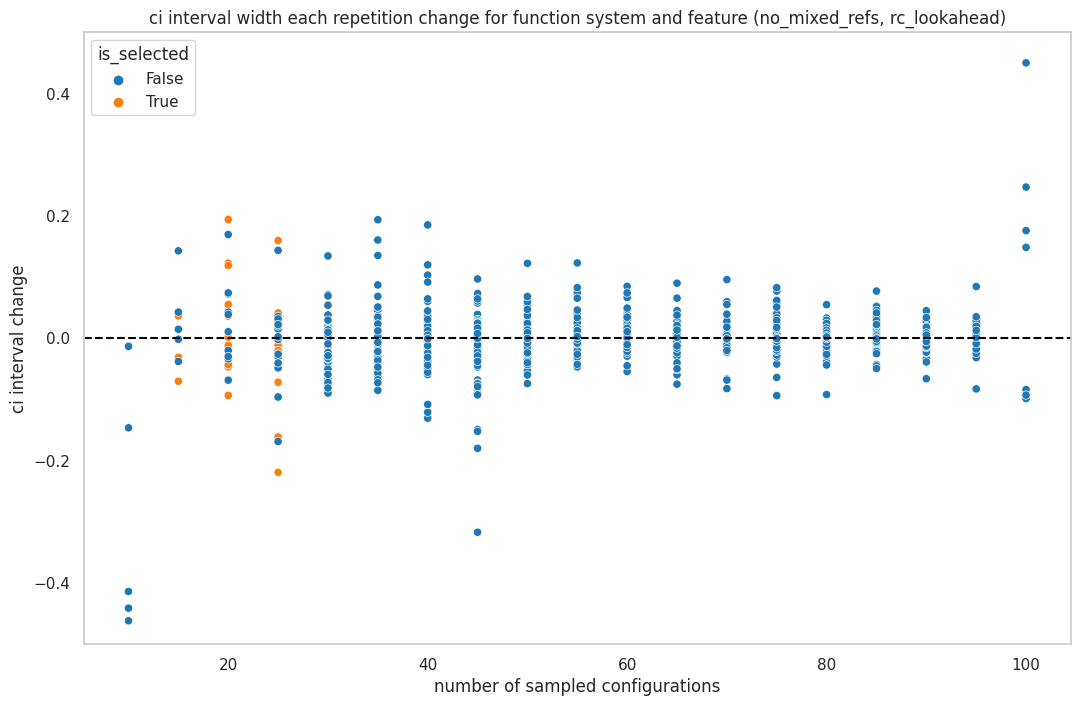 ci interval width each repetition change for function system and feature (no_mixed_refs, rc_lookahead)
is_selected
False
True
0.4
0.2
0.0
−0.2
−0.4
ci interval change
20
40
60
80
100
number of sampled configurations